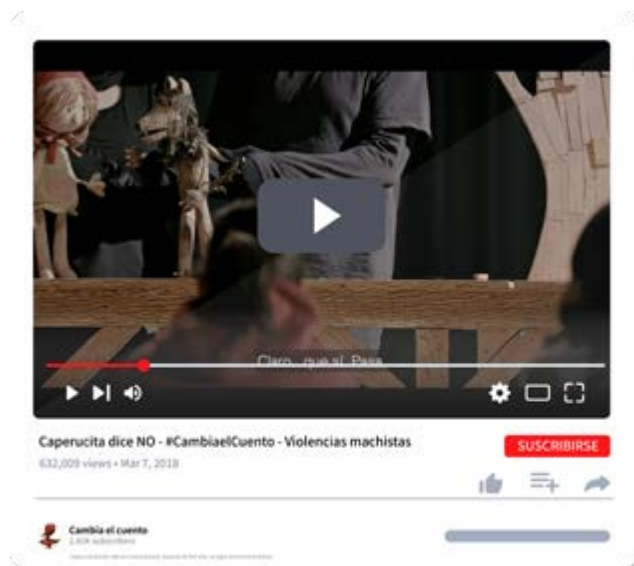 Claro, que sí. Pasa
Caperucita dice NO - #CambiaelCuento - Violencias machistas
SUSCRIBIRSE
632,009 views • Mar 7, 2018
Cambia el cuento
subscribers